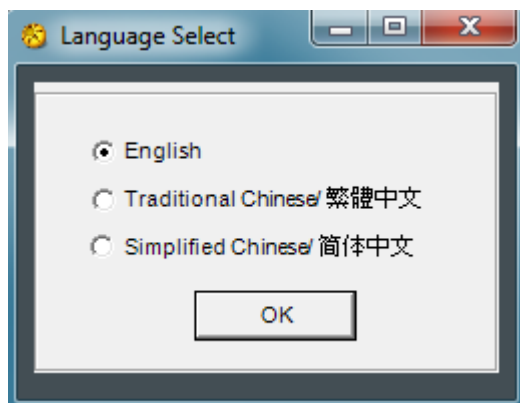 Language Select
English
Traditional Chinese/ 繁體中文
Simplified Chinese/ 简体中文
OK